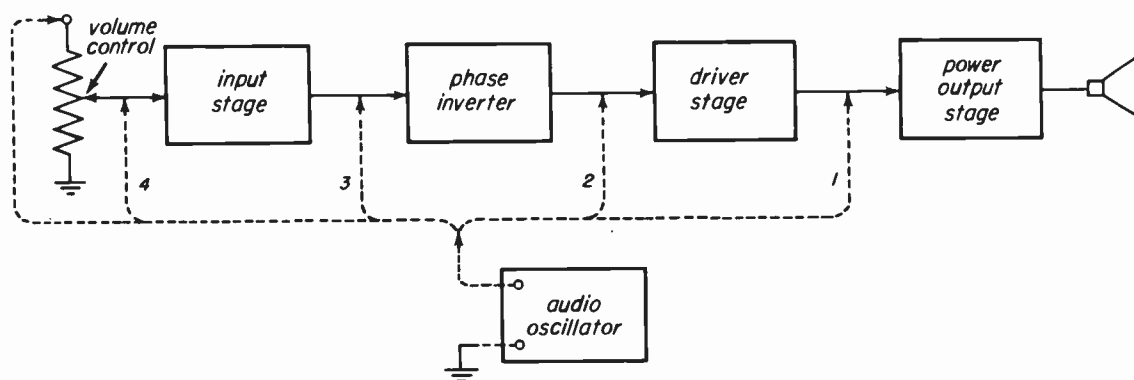 volume
control
input
stage
phase
inverter
driver
stage
power
output
stage
4
3
2
1
audio
oscillator